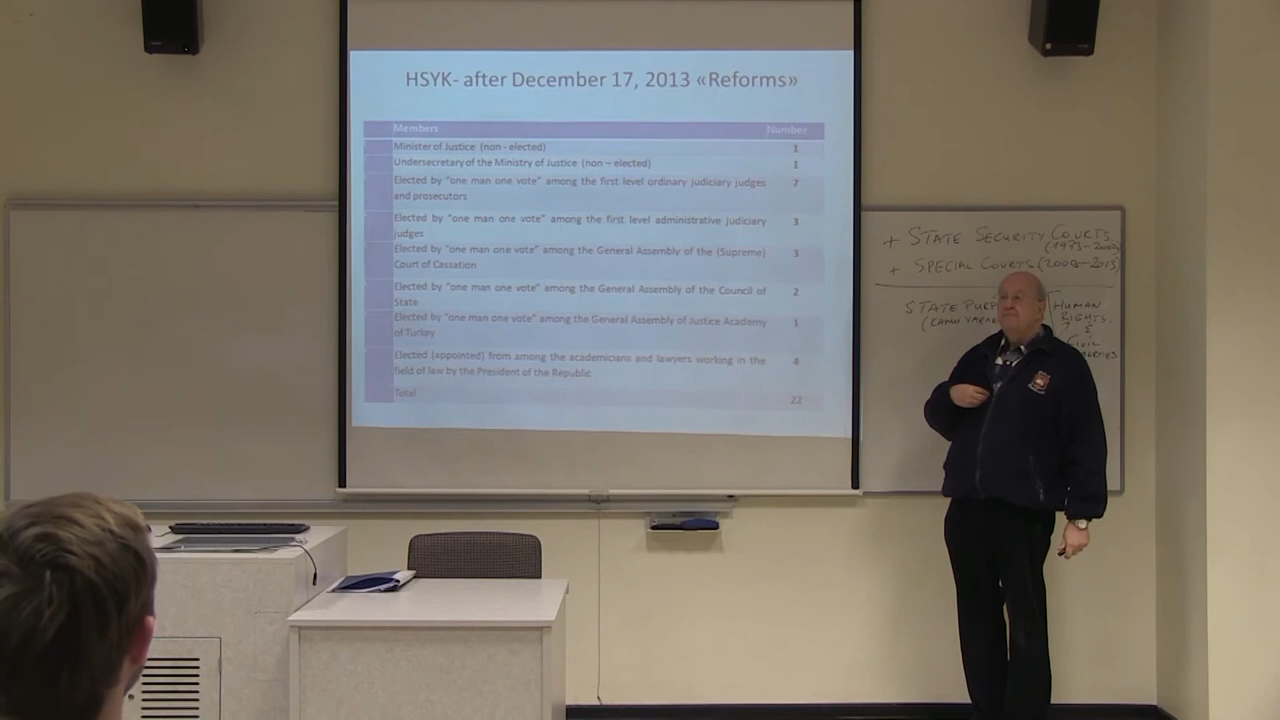 HSYK- after December 17, 2013 «Reforms»
Members Number
Minister of Justice (non - elected) 1
Undersecretary of the Ministry of Justice (non – elected) 1
Elected by "one man one vote" among the first level ordinary judiciary judges 7
and prosecutors
Elected by "one man one vote" among the first level administrative judiciary 3
judges
Elected by "one man one vote" among the General Assembly of the (Supreme) 3
Court of Cassation
Elected by "one man one vote" among the General Assembly of the Council of 2
State
Elected by "one man one vote" among the General Assembly of Justice Academy 1
of Turkey
Elected (appointed) from among the academicians and lawyers working in the 4
field of law by the President of the Republic
Total 22
+ STATE SECURITY COURTS
+ SPECIAL COURTS
STATE
(KAMU
HUMAN
RIGHTS
&
CIVIL